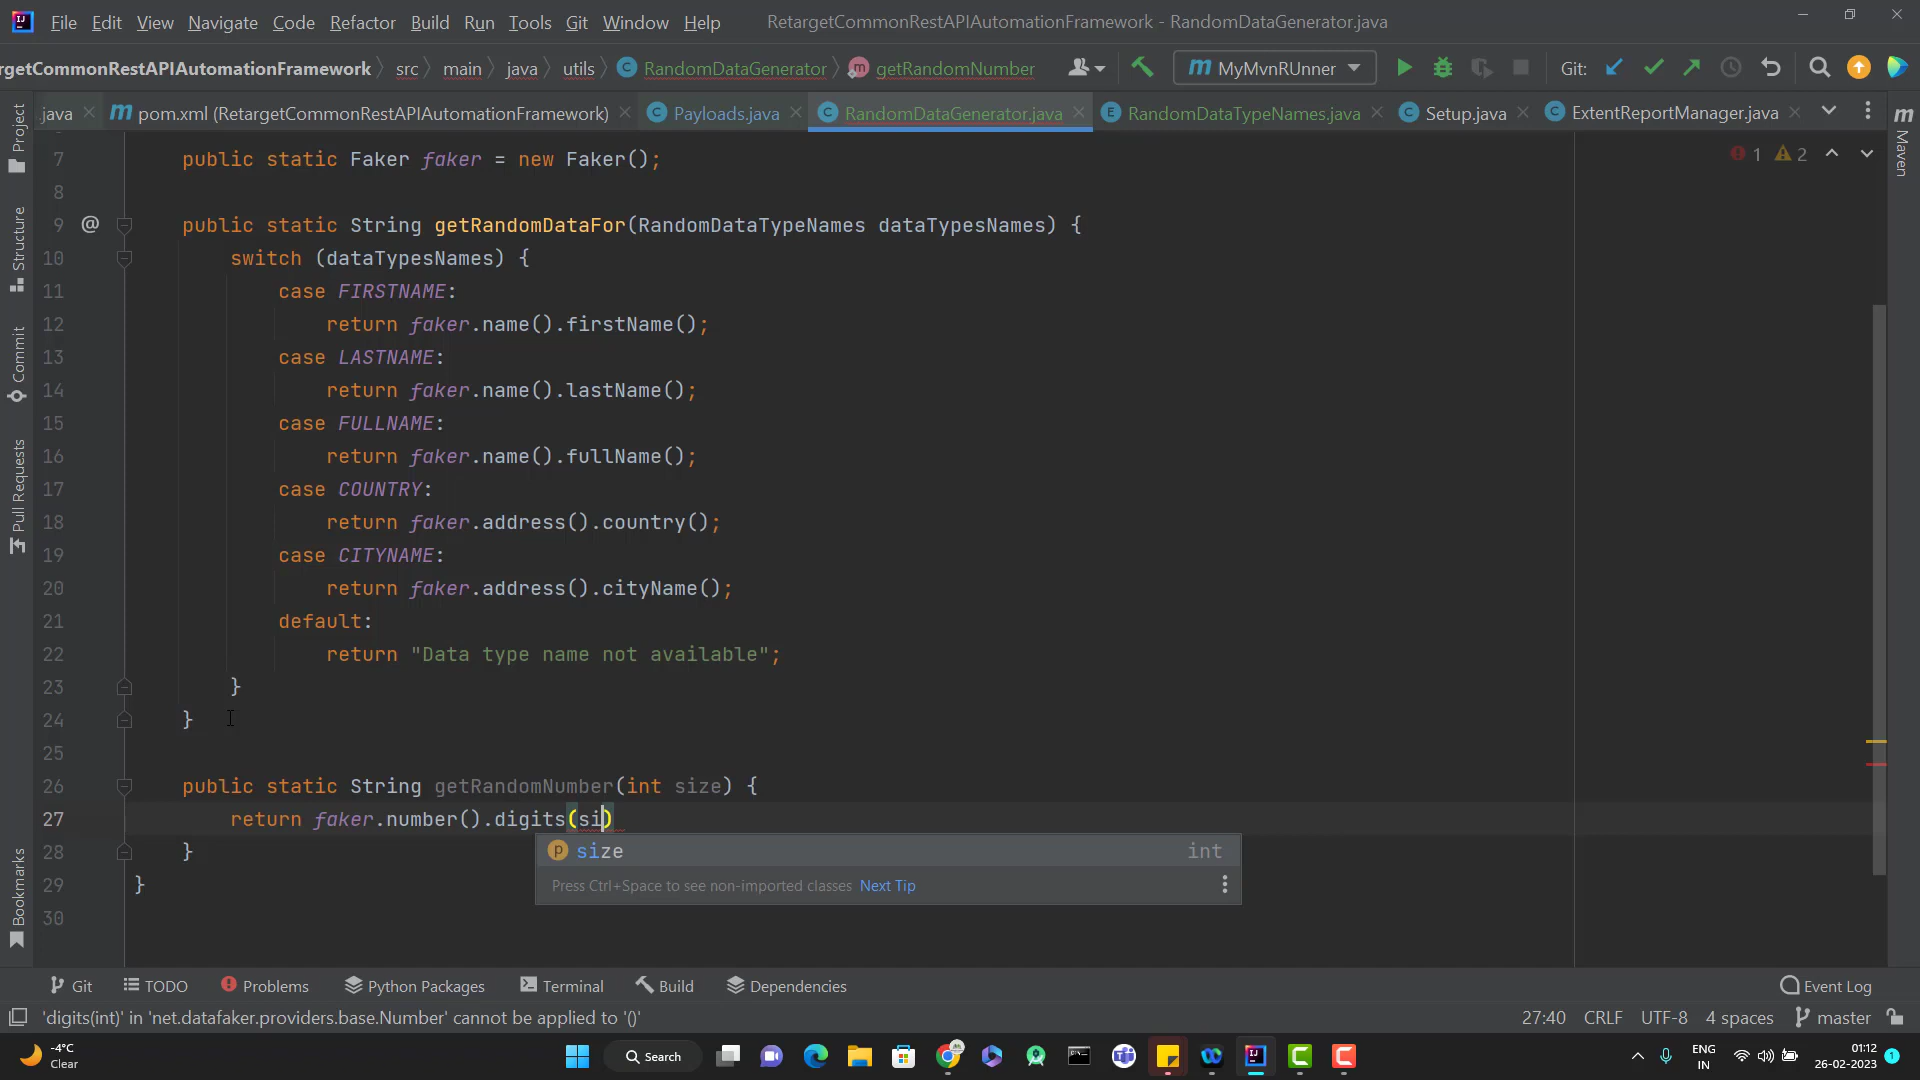 File Edit View Navigate Code Refactor Build Run Tools Git Window Help RetargetCommonRestAPIAutomationFramework - RandomDataGenerator.java
rgetCommonRestAPIAutomationFramework src main java utils RandomDataGenerator getRandomNumber MyMvnRUnner Git:
.java pom.xml (RetargetCommonRestAPIAutomationFramework) Payloads.java RandomDataGenerator.java RandomDataTypeNames.java Setup.java ExtentReportManager.java
Project
Structure
Commit
Pull Requests
Bookmarks
Maven
1 2
7 public static Faker faker = new Faker();
8
9 @ public static String getRandomDataFor(RandomDataTypeNames dataTypesNames) {
10 switch (dataTypesNames) {
11 case FIRSTNAME:
12 return faker.name().firstName();
13 case LASTNAME:
14 return faker.name().lastName();
15 case FULLNAME:
16 return faker.name().fullName();
17 case COUNTRY:
18 return faker.address().country();
19 case CITYNAME:
20 return faker.address().cityName();
21 default:
22 return "Data type name not available";
23 }
24 }
25
26 public static String getRandomNumber(int size) {
27 return faker.number().digits(si)
28 }
29 }
30
p size int
Press Ctrl+Space to see non-imported classes Next Tip
Git TODO Problems Python Packages Terminal Build Dependencies Event Log
'digits(int)' in 'net.datafaker.providers.base.Number' cannot be applied to '()' 27:40 CRLF UTF-8 4 spaces master
-4°C
Clear
Search
ENG
IN
01:12
26-02-2023
1